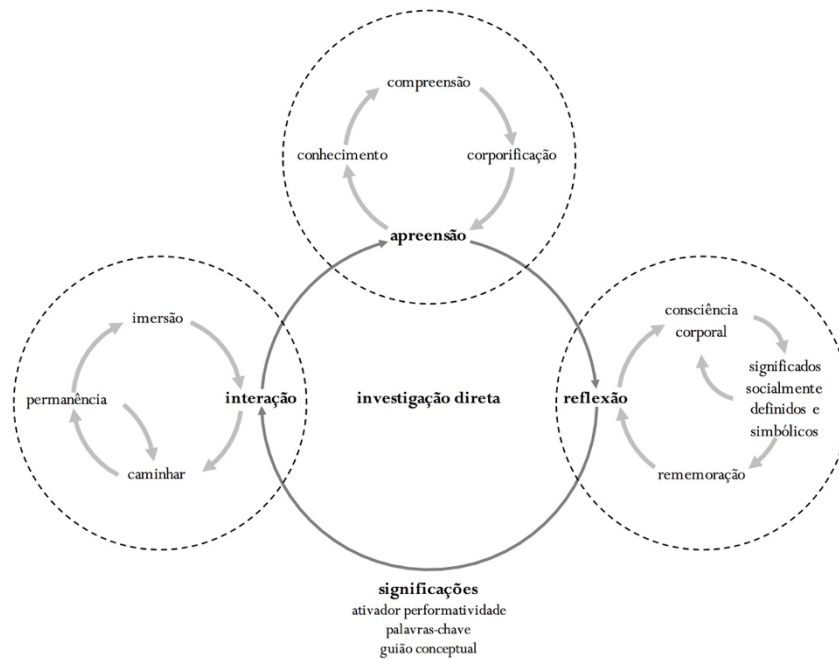 compreensão
conhecimento
corporificação
apreensão
imersão
permanência
interação
caminhar
investigação direta
consciência
corporal
significados
socialmente
definidos e
simbólicos
reflexão
rememoração
significações
ativador performatividade
palavras-chave
guião conceptual